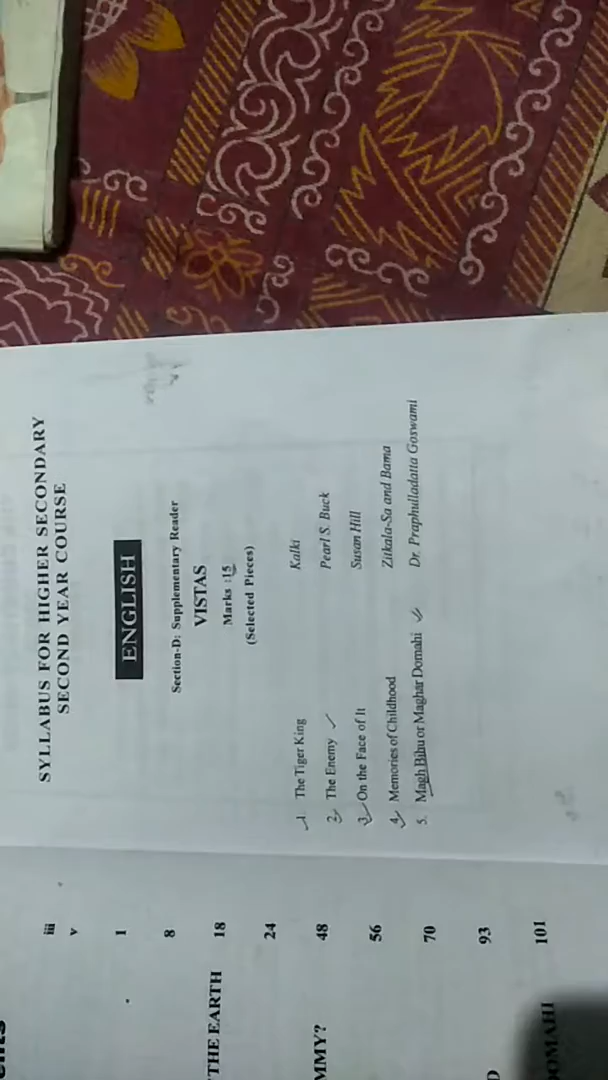 SYLLABUS FOR HIGHER SECONDARY
SECOND YEAR COURSE
ENGLISH
Section-D: Supplementary Reader
VISTAS
Marks :15
(Selected Pieces)
1. The Tiger King Kalki
2. The Enemy Pearl S. Buck
3. On the Face of It Susan Hill
4. Memories of Childhood Zitkala-Sa and Bama
5. Magh Bihu or Maghar Domahi Dr. Praphulladatta Goswami
iii
v
1
8
THE EARTH 18
24
MMY? 48
56
70
93
OMAHI 101